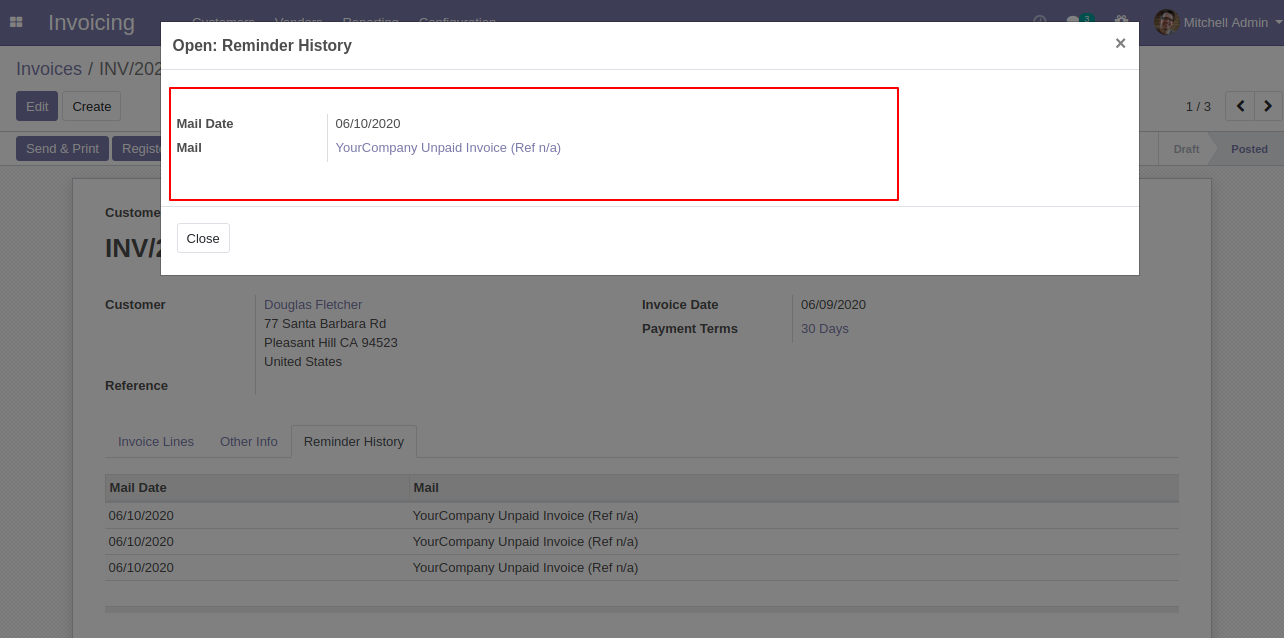 Invoicing
Customers Vendors Reporting Configuration
3
Mitchell Admin
Open: Reminder History
×
Invoices / INV/202
Edit Create
1 / 3
Mail Date 06/10/2020
Mail YourCompany Unpaid Invoice (Ref n/a)
Send & Print
Draft Posted
Close
INV/2
Customer Douglas Fletcher
77 Santa Barbara Rd
Pleasant Hill CA 94523
United States
Invoice Date 06/09/2020
Payment Terms 30 Days
Reference
Invoice Lines Other Info Reminder History
Mail Date Mail
06/10/2020 YourCompany Unpaid Invoice (Ref n/a)
06/10/2020 YourCompany Unpaid Invoice (Ref n/a)
06/10/2020 YourCompany Unpaid Invoice (Ref n/a)